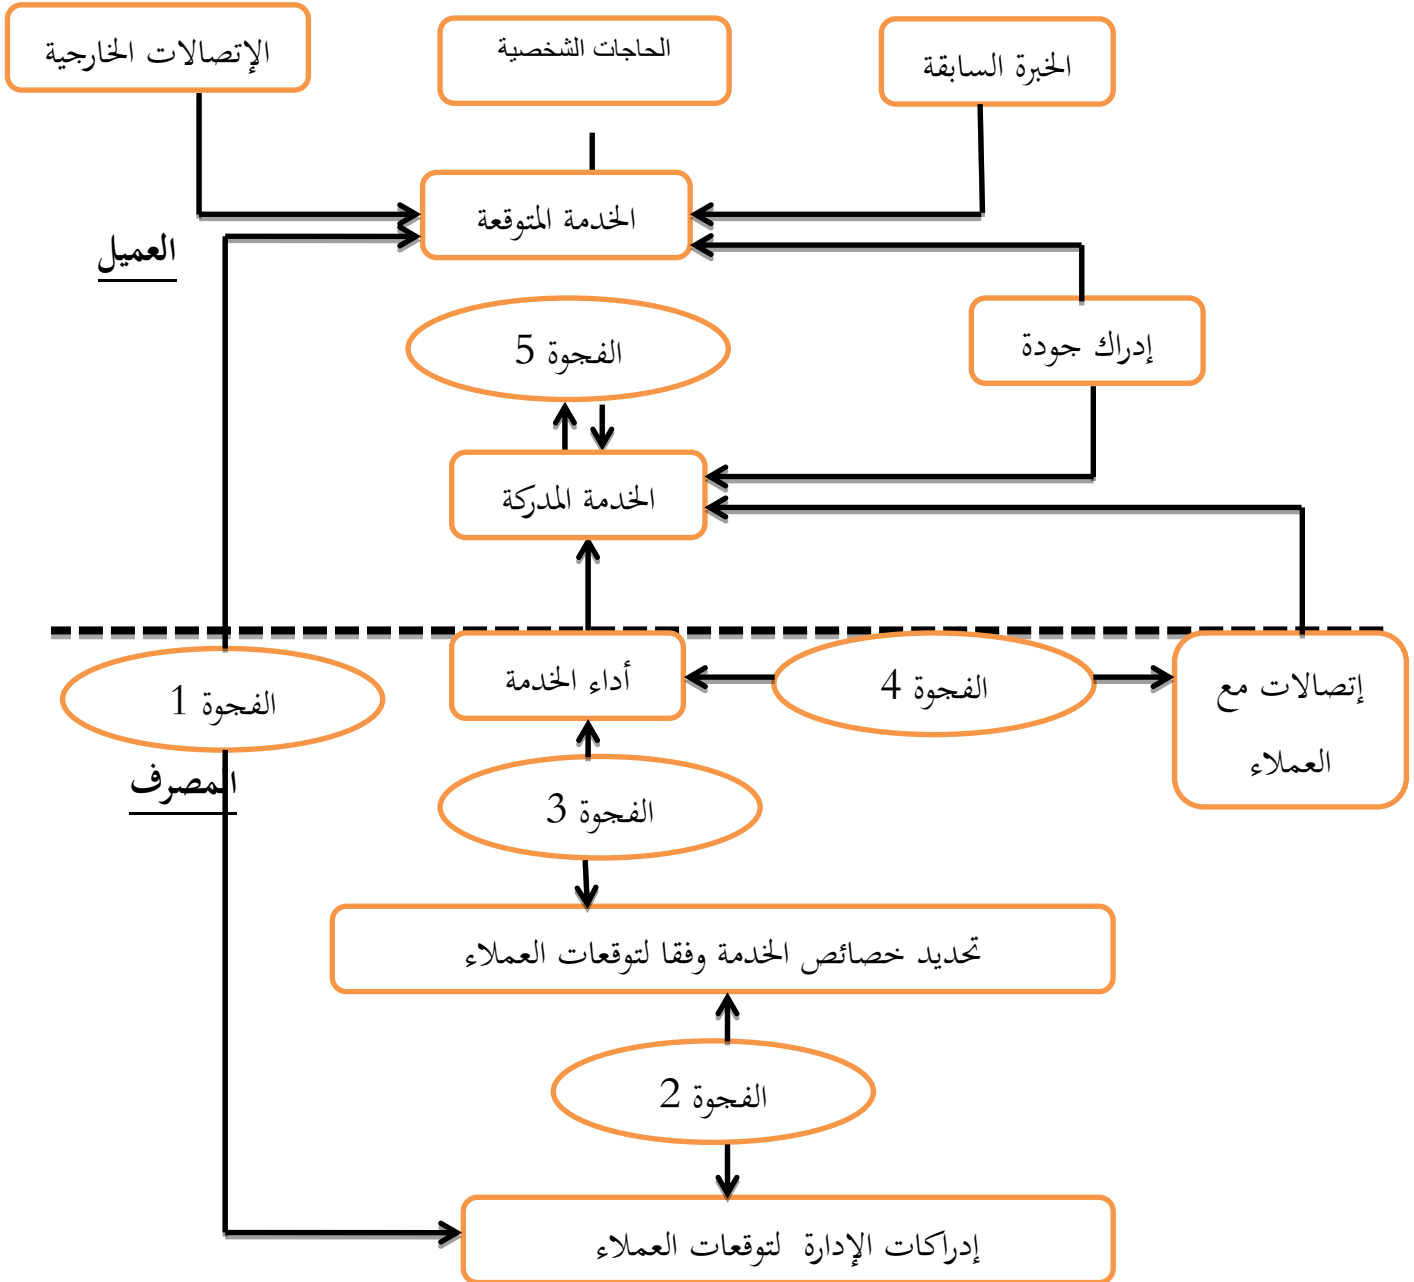 الخبرة السابقة
الحاجات الشخصية
الإتصالات الخارجية
الخدمة المتوقعة
العميل
إدراك جودة
الفجوة 5
الخدمة المدركة
إتصالات مع
العملاء
الفجوة 4
أداء الخدمة
الفجوة 1
المصرف
الفجوة 3
تحديد خصائص الخدمة وفقا لتوقعات العملاء
الفجوة 2
إدراكات الإدارة لتوقعات العملاء